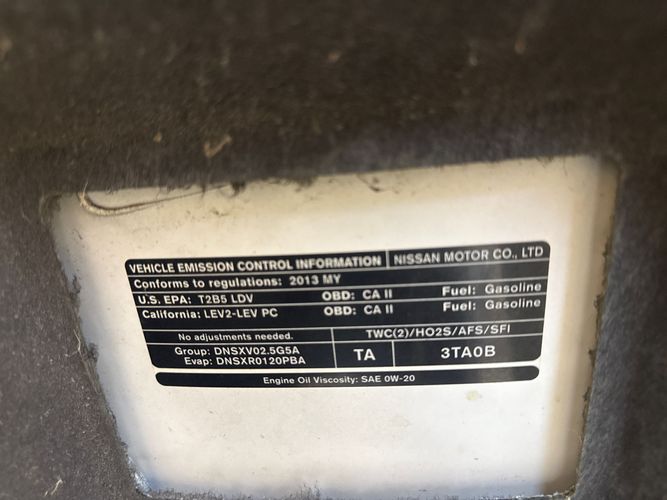 VEHICLE EMISSION CONTROL INFORMATION NISSAN MOTOR CO., LTD
Conforms to regulations: 2013 MY
U.S. EPA: T2B5 LDV OBD: CA II Fuel: Gasoline
California: LEV2-LEV PC OBD: CA II Fuel: Gasoline
No adjustments needed. TWC(2)/HO2S/AFS/SFI
Group: DNSXV02.5G5A
Evap: DNSXR0120PBA
TA 3TA0B
Engine Oil Viscosity: SAE 0W-20